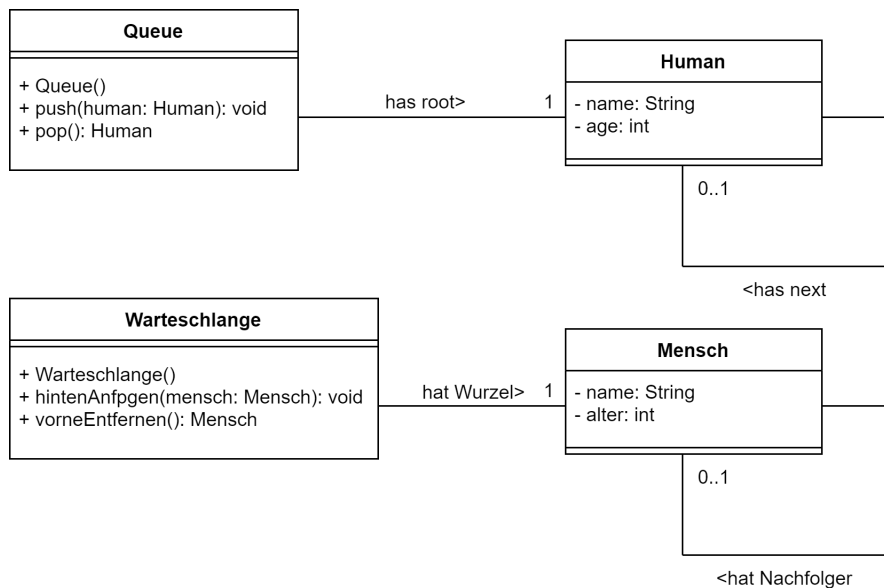 Queue
+ Queue()
+ push(human: Human): void
+ pop(): Human
has root>
1
Human
- name: String
- age: int
0..1
<has next
Warteschlange
+ Warteschlange()
+ hintenAnfpgen(mensch: Mensch): void
+ vorneEntfernen(): Mensch
hat Wurzel>
1
Mensch
- name: String
- alter: int
0..1
<hat Nachfolger